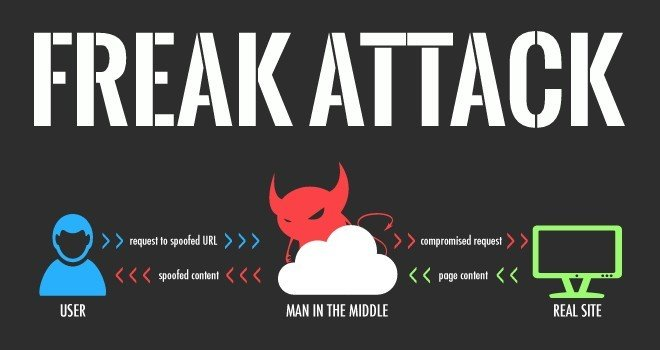 FREAK ATTACK
request to spoofed URL
compromised request
spoofed content
page content
USER
MAN IN THE MIDDLE
REAL SITE